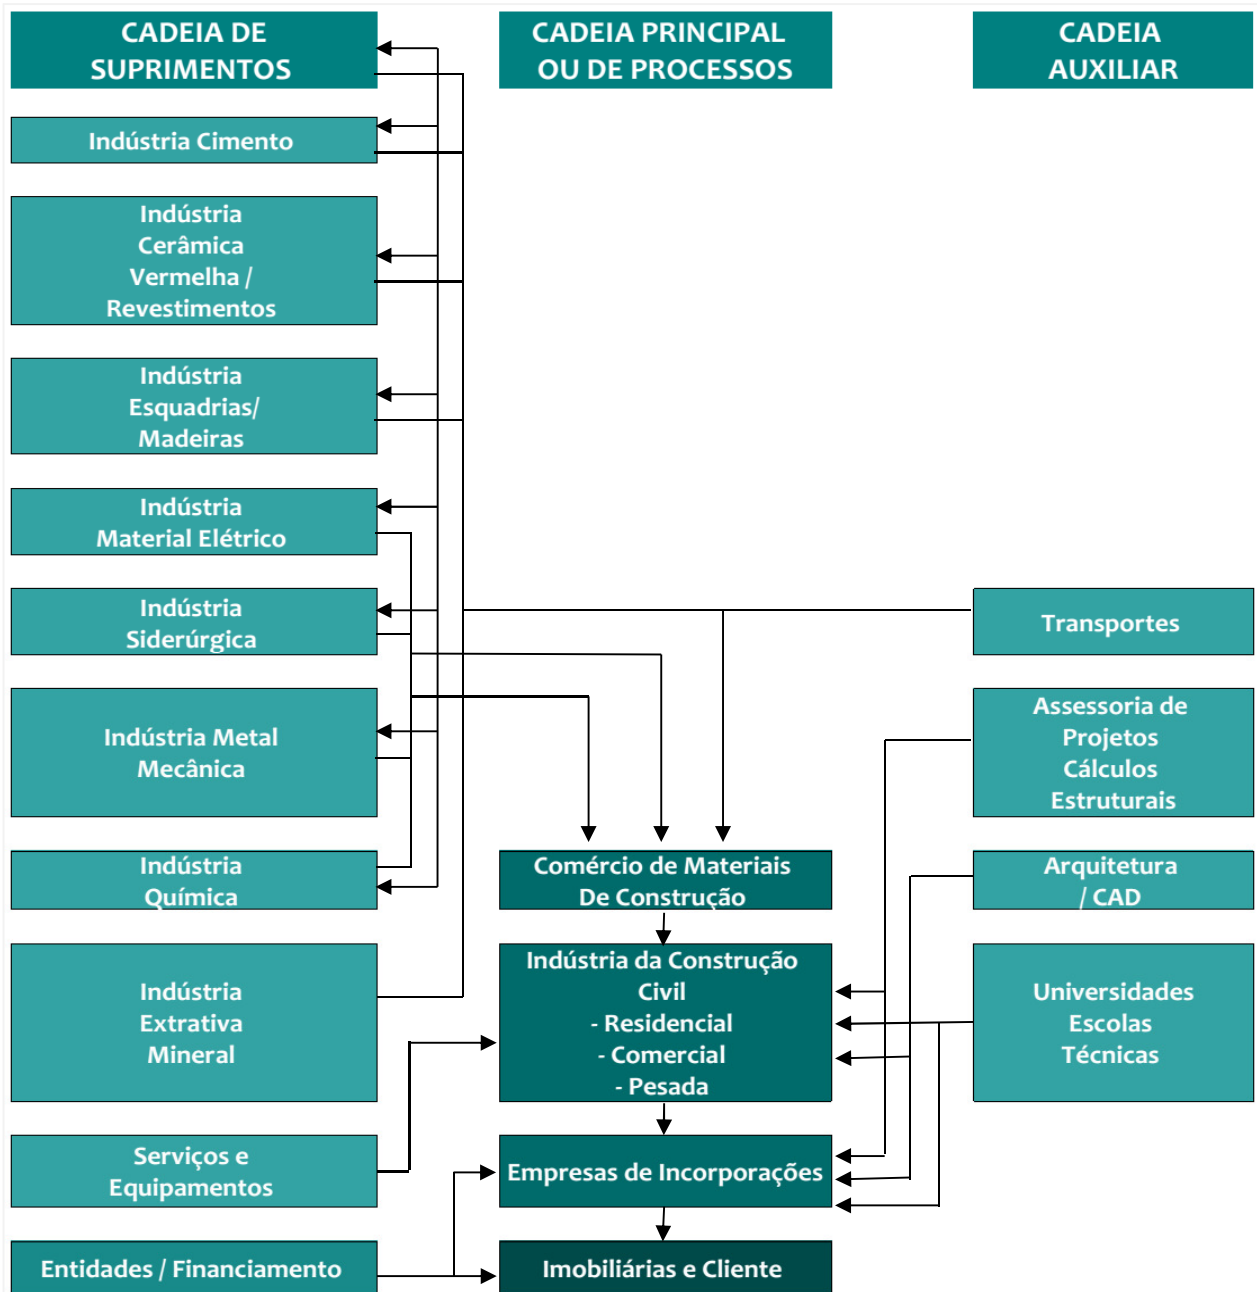 CADEIA DE
SUPRIMENTOS
CADEIA PRINCIPAL
OU DE PROCESSOS
CADEIA
AUXILIAR
Indústria Cimento
Indústria
Cerâmica
Vermelha /
Revestimentos
Indústria
Esquadrias/
Madeiras
Indústria
Material Elétrico
Indústria
Siderúrgica
Indústria Metal
Mecânica
Indústria
Química
Indústria
Extrativa
Mineral
Serviços e
Equipamentos
Entidades / Financiamento
Comércio de Materiais
De Construção
Indústria da Construção
Civil
- Residencial
- Comercial
- Pesada
Empresas de Incorporações
Imobiliárias e Cliente
Transportes
Assessoria de
Projetos
Cálculos
Estruturais
Arquitetura
/ CAD
Universidades
Escolas
Técnicas